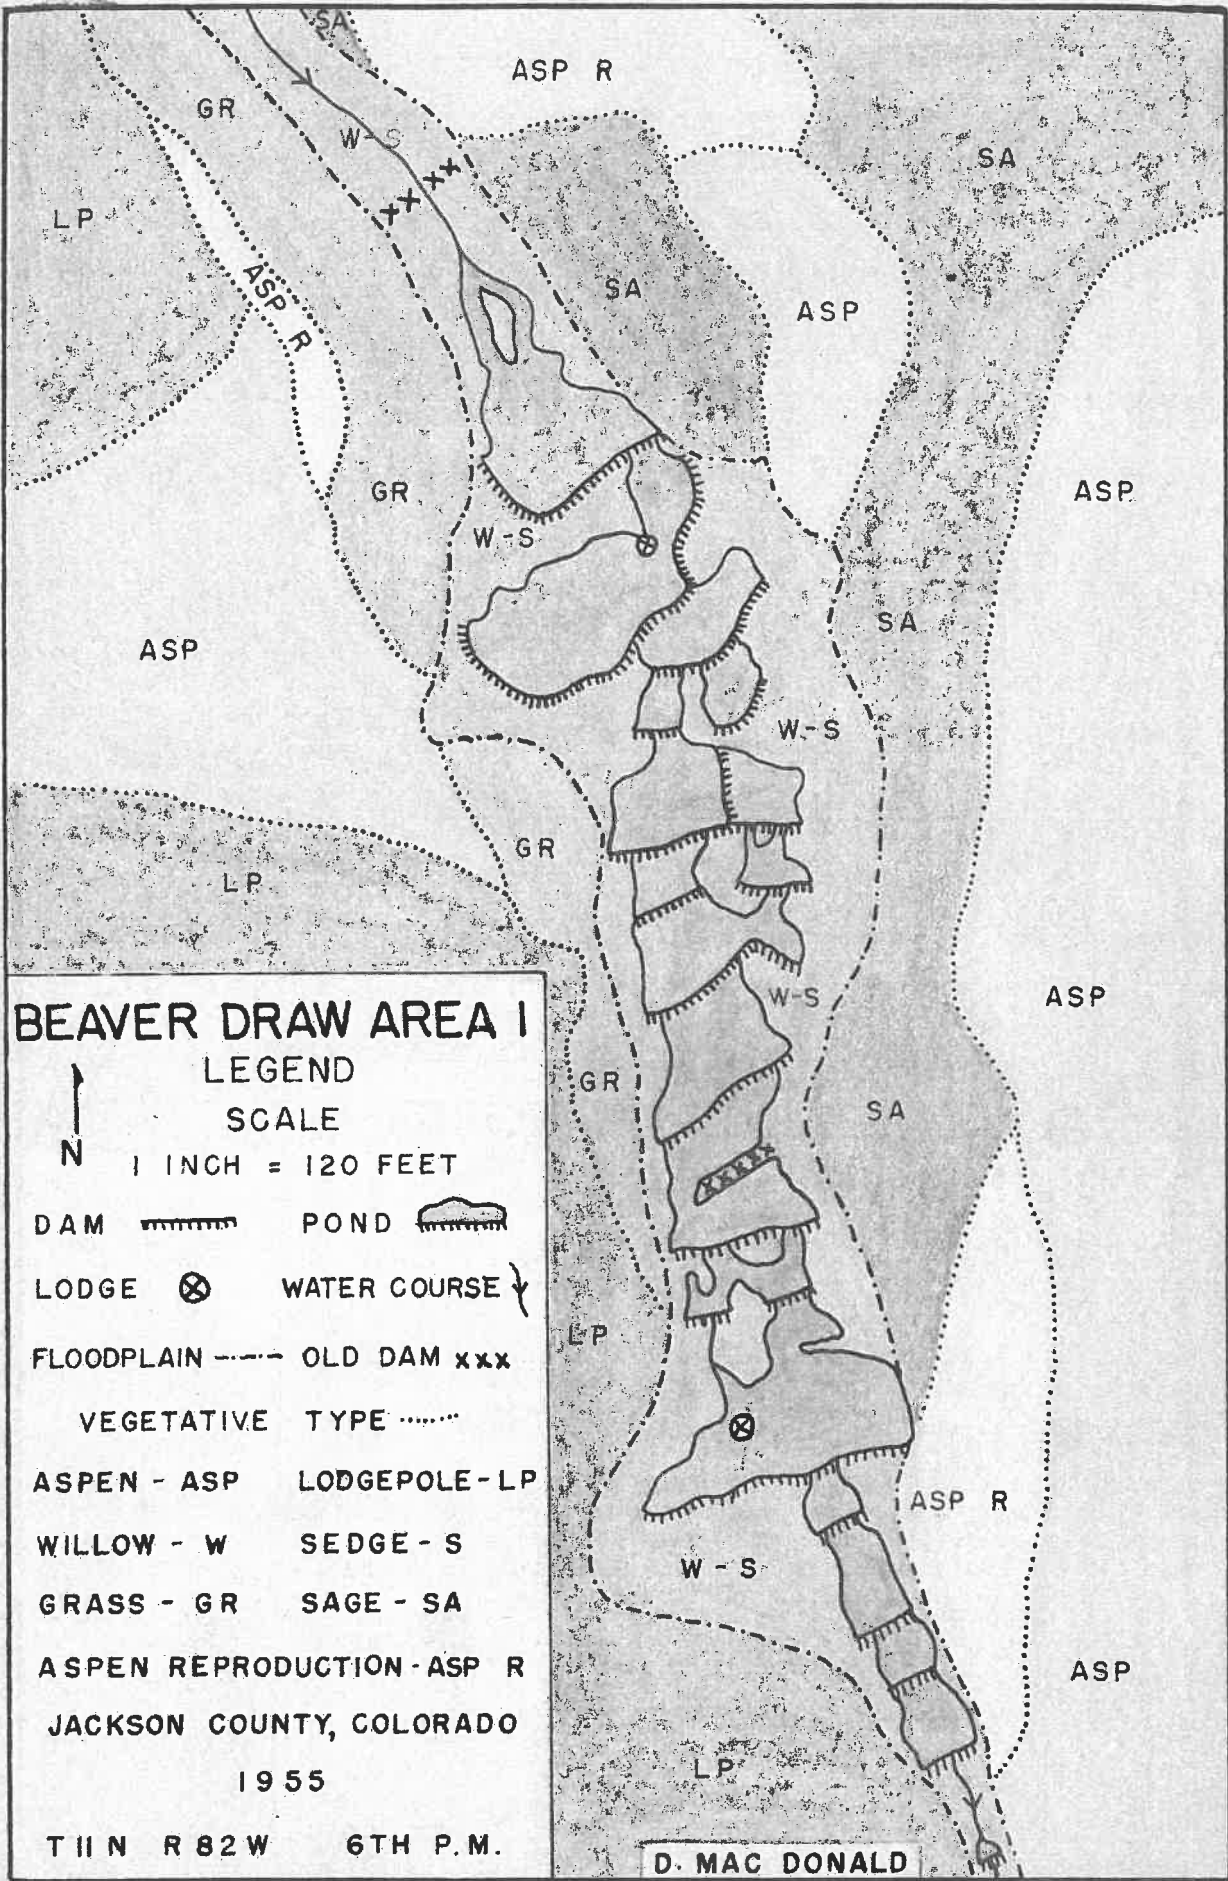 SA
ASP R
GR
W-S
SA
LP
ASP R
SA
ASP
GR
ASP
W-S
SA
ASP
W-S
GR
LP
W-S
ASP
GR
SA
LP
ASP R
W-S
ASP
LP
BEAVER DRAW AREA I
LEGEND
SCALE
N
1 INCH = 120 FEET
DAM POND
LODGE WATER COURSE
FLOODPLAIN OLD DAM xxx
VEGETATIVE TYPE
ASPEN - ASP LODGEPOLE - LP
WILLOW - W SEDGE - S
GRASS - GR SAGE - SA
ASPEN REPRODUCTION - ASP R
JACKSON COUNTY, COLORADO
1955
T 11 N R 82 W 6TH P.M.
D. MAC DONALD